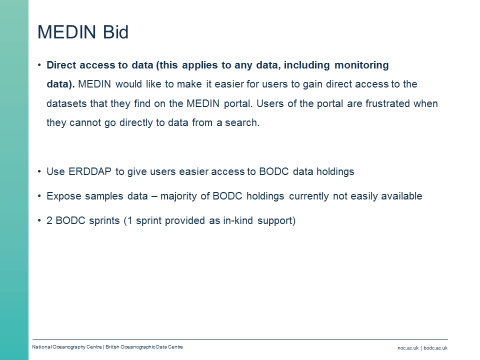 MEDIN Bid
• Direct access to data (this applies to any data, including monitoring
data). MEDIN would like to make it easier for users to gain direct access to the
datasets that they find on the MEDIN portal. Users of the portal are frustrated when
they cannot go directly to data from a search.
• Use ERDDAP to give users easier access to BODC data holdings
• Expose samples data – majority of BODC holdings currently not easily available
• 2 BODC sprints (1 sprint provided as in-kind support)
National Oceanography Centre | British Oceanographic Data Centre
noc.ac.uk | bodc.ac.uk